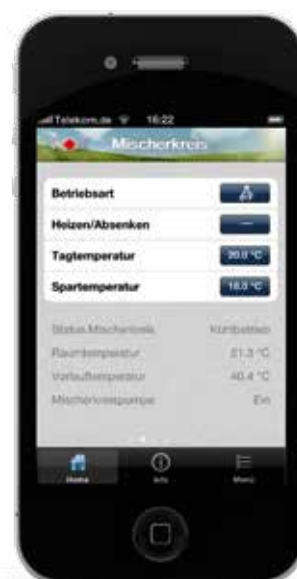 Telekom.de 16:22
Mischerkreis
Betriebsart
Heizen/Absenken —
Tagtemperatur 20.0 °C
Spartemperatur 18.0 °C
Status Mischerkreis Kühlbetrieb
Raumtemperatur 21.3 °C
Vorlauftemperatur 40.4 °C
Mischerkreispumpe Ein
Home Info Menü